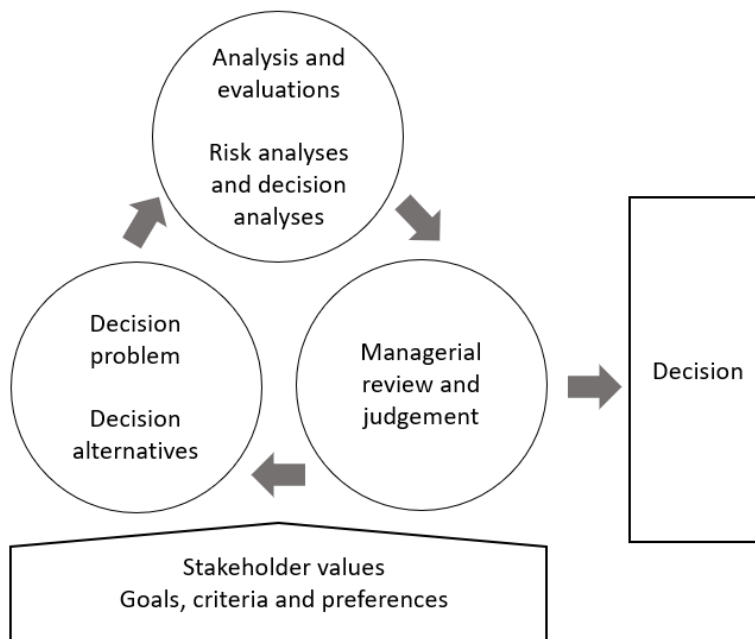 Analysis and
evaluations
Risk analyses
and decision
analyses
Decision
problem
Decision
alternatives
Managerial
review and
judgement
Decision
Stakeholder values
Goals, criteria and preferences